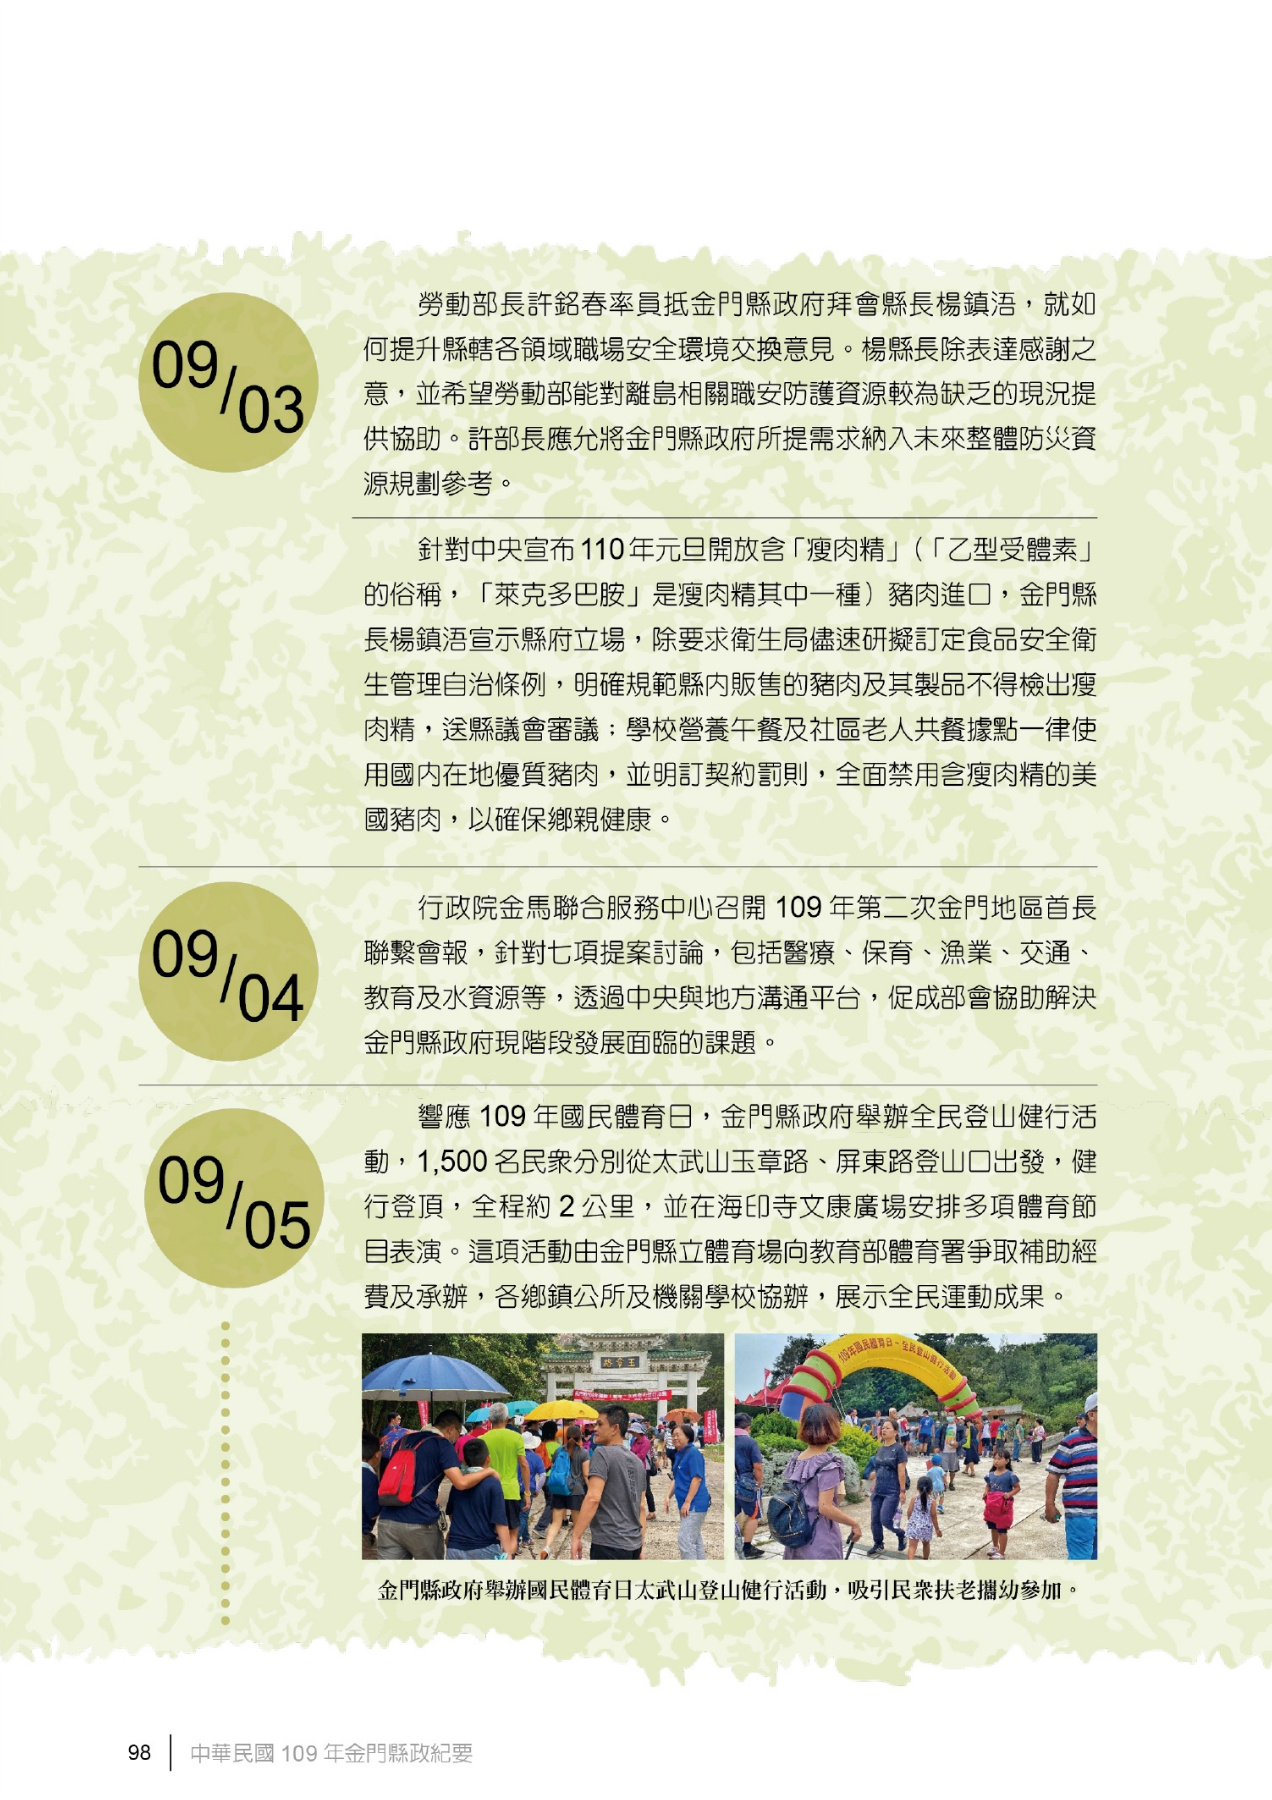 09/03
勞動部長許銘春率員抵金門縣政府拜會縣長楊鎮浯，就如
何提升縣轄各領域職場安全環境交換意見。楊縣長除表達感謝之
意，並希望勞動部能對離島相關職安防護資源較為缺乏的現況提
供協助。許部長應允將金門縣政府所提需求納入未來整體防災資
源規劃參考。
針對中央宣布110年元旦開放含「瘦肉精」（「乙型受體素」
的俗稱，「萊克多巴胺」是瘦肉精其中一種）豬肉進口，金門縣
長楊鎮浯宣示縣府立場，除要求衛生局儘速研擬訂定食品安全衛
生管理自治條例，明確規範縣內販售的豬肉及其製品不得檢出瘦
肉精，送縣議會審議；學校營養午餐及社區老人共餐據點一律使
用國內在地優質豬肉，並明訂契約罰則，全面禁用含瘦肉精的美
國豬肉，以確保鄉親健康。
09/04
行政院金馬聯合服務中心召開 109 年第二次金門地區首長
聯繫會報，針對七項提案討論，包括醫療、保育、漁業、交通、
教育及水資源等，透過中央與地方溝通平台，促成部會協助解決
金門縣政府現階段發展面臨的課題。
09/05
響應 109 年國民體育日，金門縣政府舉辦全民登山健行活
動，1,500 名民眾分別從太武山玉章路、屏東路登山口出發，健
行登頂，全程約 2 公里，並在海印寺文康廣場安排多項體育節
目表演。這項活動由金門縣立體育場向教育部體育署爭取補助經
費及承辦，各鄉鎮公所及機關學校協辦，展示全民運動成果。
路章玉
109年國民體育日-全民登山健行活動
金門縣政府舉辦國民體育日太武山登山健行活動，吸引民眾扶老攜幼參加。
98 中華民國 109 年金門縣政紀要